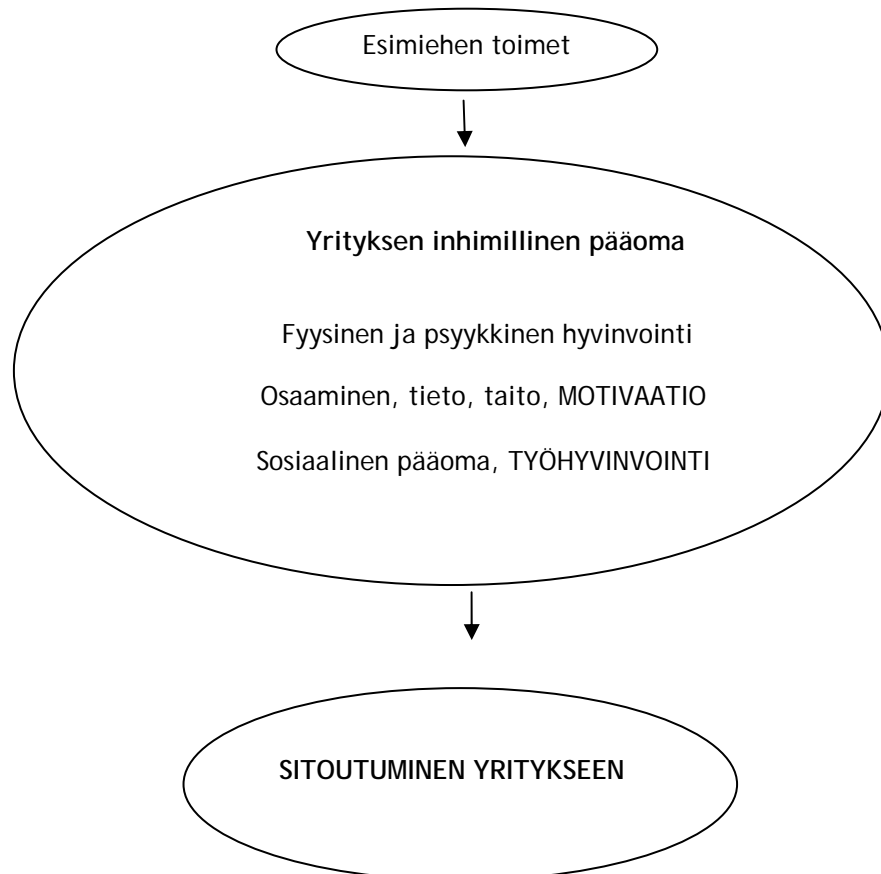 Esimiehen toimet
Yrityksen inhimillinen pääoma
Fyysinen ja psyykkinen hyvinvointi
Osaaminen, tieto, taito, MOTIVAATIO
Sosiaalinen pääoma, TYÖHYVINVOINTI
SITOUTUMINEN YRITYKSEEN